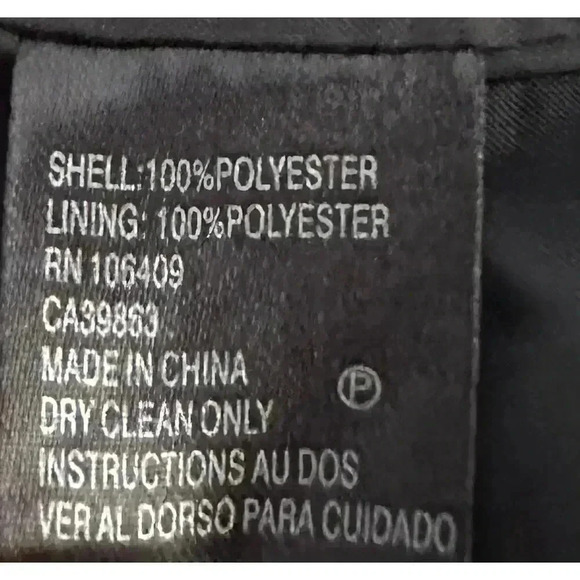 SHELL:100%POLYESTER
LINING: 100%POLYESTER
RN 106409
CA39863
MADE IN CHINA
P
DRY CLEAN ONLY
INSTRUCTIONS AU DOS
VER AL DORSO PARA CUIDADO